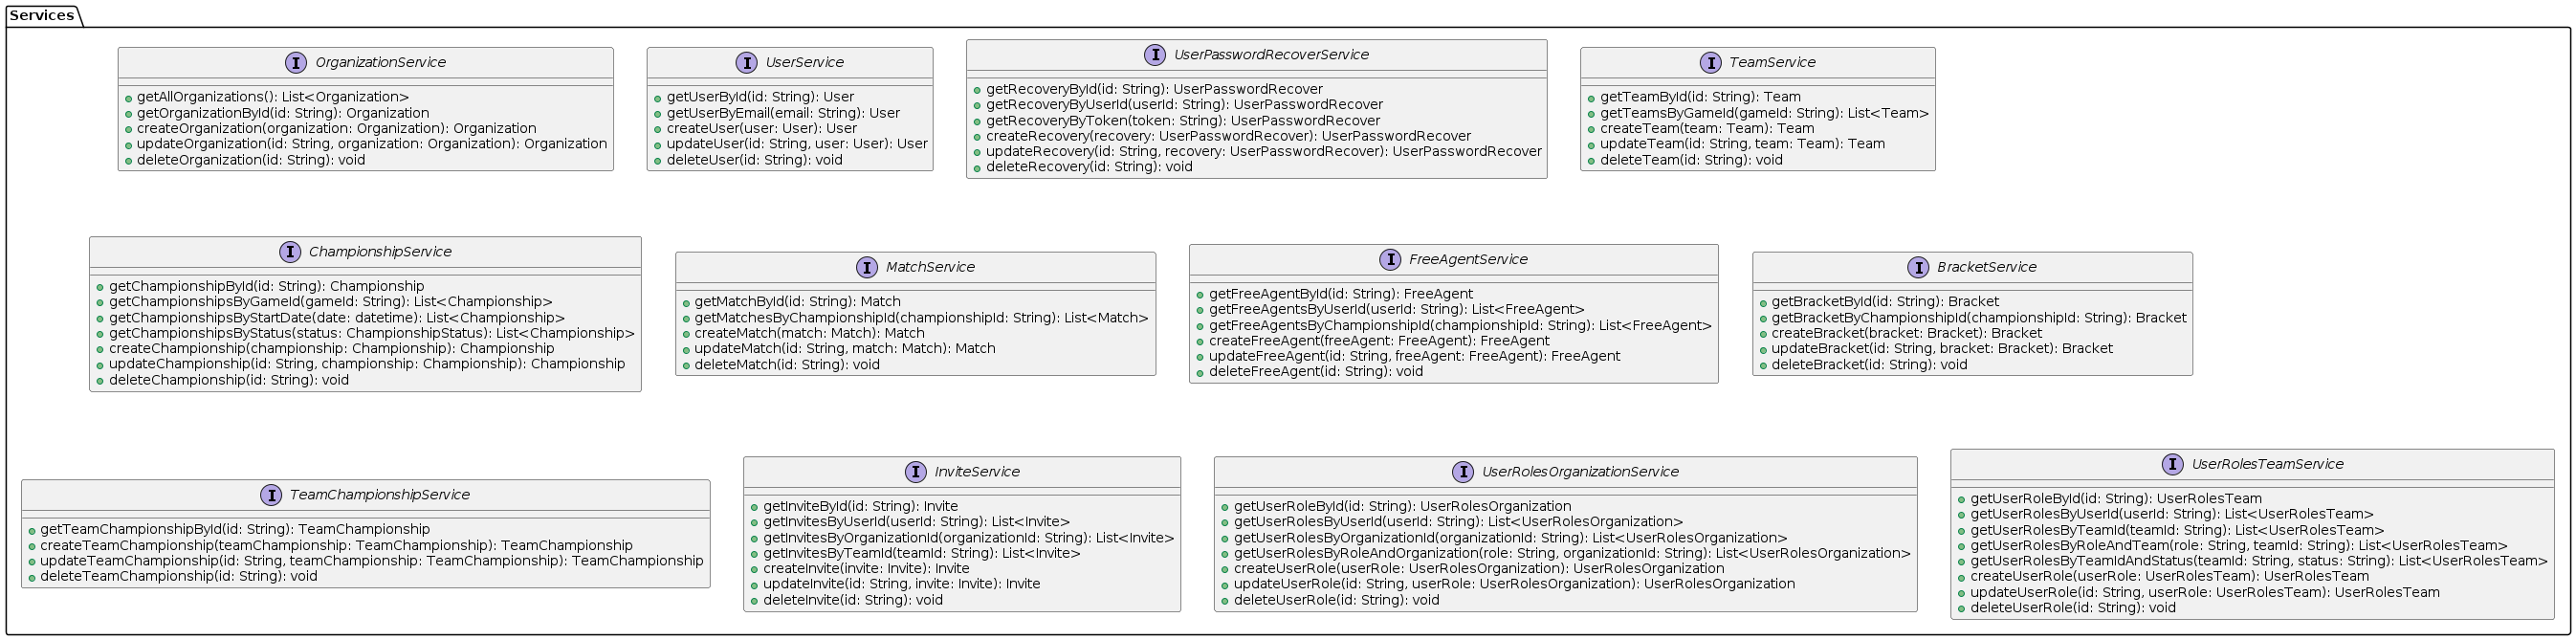 Services
I OrganizationService
getAllOrganizations(): List<Organization>
getOrganizationById(id: String): Organization
createOrganization(organization: Organization): Organization
updateOrganization(id: String, organization: Organization): Organization
deleteOrganization(id: String): void
I UserService
getUserById(id: String): User
getUserByEmail(email: String): User
createUser(user: User): User
updateUser(id: String, user: User): User
deleteUser(id: String): void
I UserPasswordRecoverService
getRecoveryById(id: String): UserPasswordRecover
getRecoveryByUserId(userId: String): UserPasswordRecover
getRecoveryByToken(token: String): UserPasswordRecover
createRecovery(recovery: UserPasswordRecover): UserPasswordRecover
updateRecovery(id: String, recovery: UserPasswordRecover): UserPasswordRecover
deleteRecovery(id: String): void
I TeamService
getTeamById(id: String): Team
getTeamsByGameId(gameId: String): List<Team>
createTeam(team: Team): Team
updateTeam(id: String, team: Team): Team
deleteTeam(id: String): void
I ChampionshipService
getChampionshipById(id: String): Championship
getChampionshipsByGameId(gameId: String): List<Championship>
getChampionshipsByStartDate(date: datetime): List<Championship>
getChampionshipsByStatus(status: ChampionshipStatus): List<Championship>
createChampionship(championship: Championship): Championship
updateChampionship(id: String, championship: Championship): Championship
deleteChampionship(id: String): void
I MatchService
getMatchById(id: String): Match
getMatchesByChampionshipId(championshipId: String): List<Match>
createMatch(match: Match): Match
updateMatch(id: String, match: Match): Match
deleteMatch(id: String): void
I FreeAgentService
getFreeAgentById(id: String): FreeAgent
getFreeAgentsByUserId(userId: String): List<FreeAgent>
getFreeAgentsByChampionshipId(championshipId: String): List<FreeAgent>
createFreeAgent(freeAgent: FreeAgent): FreeAgent
updateFreeAgent(id: String, freeAgent: FreeAgent): FreeAgent
deleteFreeAgent(id: String): void
I BracketService
getBracketById(id: String): Bracket
getBracketByChampionshipId(championshipId: String): Bracket
createBracket(bracket: Bracket): Bracket
updateBracket(id: String, bracket: Bracket): Bracket
deleteBracket(id: String): void
I TeamChampionshipService
getTeamChampionshipById(id: String): TeamChampionship
createTeamChampionship(teamChampionship: TeamChampionship): TeamChampionship
updateTeamChampionship(id: String, teamChampionship: TeamChampionship): TeamChampionship
deleteTeamChampionship(id: String): void
I InviteService
getInviteById(id: String): Invite
getInvitesByUserId(userId: String): List<Invite>
getInvitesByOrganizationId(organizationId: String): List<Invite>
getInvitesByTeamId(teamId: String): List<Invite>
createInvite(invite: Invite): Invite
updateInvite(id: String, invite: Invite): Invite
deleteInvite(id: String): void
I UserRolesOrganizationService
getUserRoleById(id: String): UserRolesOrganization
getUserRolesByUserId(userId: String): List<UserRolesOrganization>
getUserRolesByOrganizationId(organizationId: String): List<UserRolesOrganization>
getUserRolesByRoleAndOrganization(role: String, organizationId: String): List<UserRolesOrganization>
createUserRole(userRole: UserRolesOrganization): UserRolesOrganization
updateUserRole(id: String, userRole: UserRolesOrganization): UserRolesOrganization
deleteUserRole(id: String): void
I UserRolesTeamService
getUserRoleById(id: String): UserRolesTeam
getUserRolesByUserId(userId: String): List<UserRolesTeam>
getUserRolesByTeamId(teamId: String): List<UserRolesTeam>
getUserRolesByRoleAndTeam(role: String, teamId: String): List<UserRolesTeam>
getUserRolesByTeamIdAndStatus(teamId: String, status: String): List<UserRolesTeam>
createUserRole(userRole: UserRolesTeam): UserRolesTeam
updateUserRole(id: String, userRole: UserRolesTeam): UserRolesTeam
deleteUserRole(id: String): void